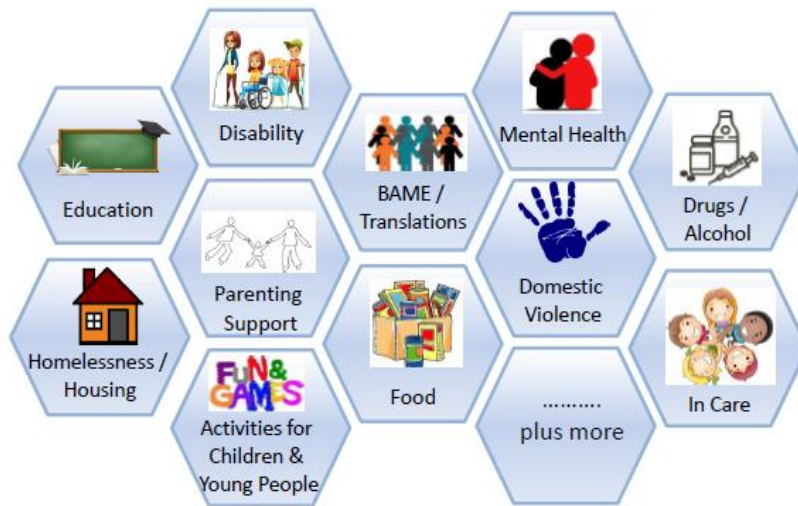 Disability
Mental Health
Education
BAME /
Translations
Drugs /
Alcohol
Parenting
Support
Domestic
Violence
Homelessness /
Housing
FUN &
GAMES
Activities for
Children &
Young People
Food
……….
plus more
In Care